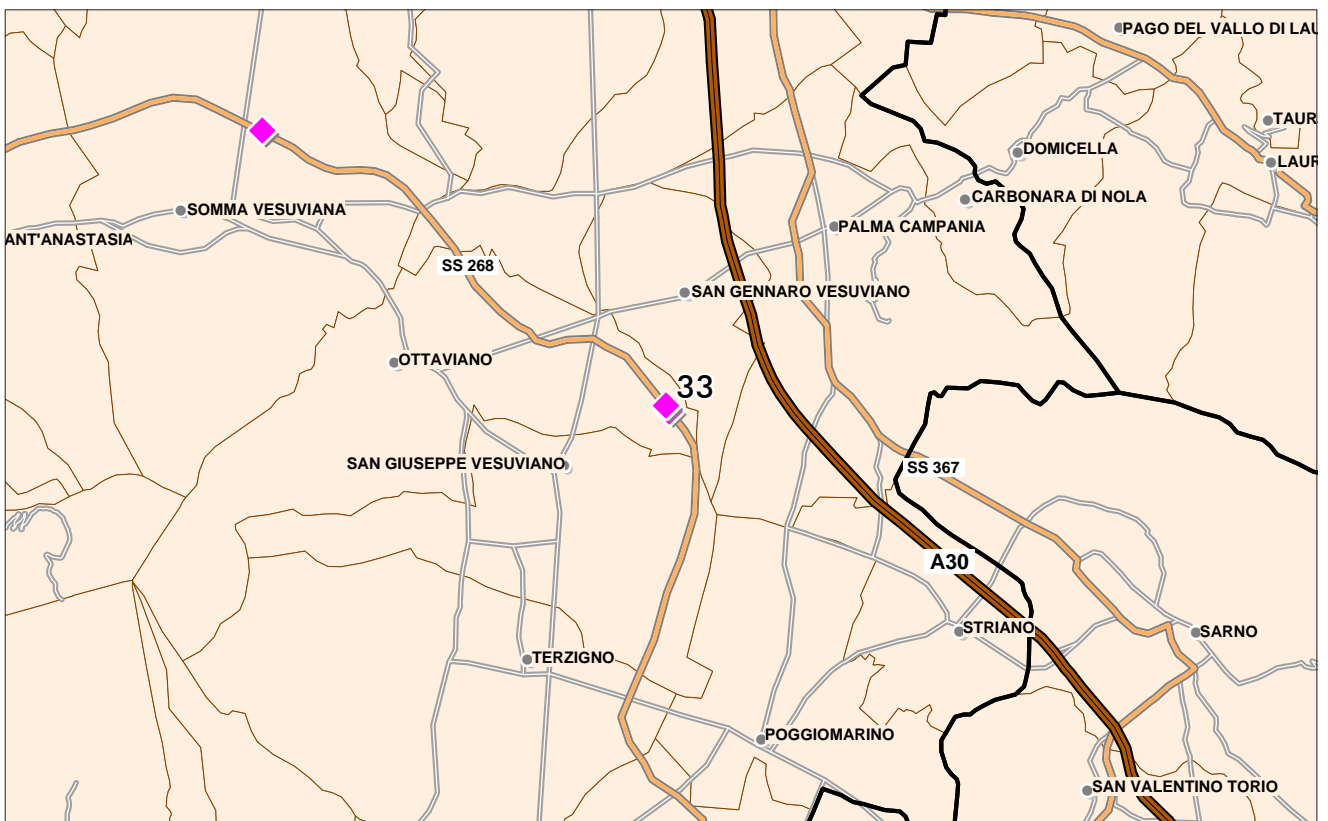 PAGO DEL VALLO DI LAU
TAUR
DOMICELLA
LAUR
CARBONARA DI NOLA
SOMMA VESUVIANA
PALMA CAMPANIA
ANT'ANASTASIA
SS 268
SAN GENNARO VESUVIANO
OTTAVIANO
33
SAN GIUSEPPE VESUVIANO
SS 367
A30
STRIANO
SARNO
TERZIGNO
POGGIOMARINO
SAN VALENTINO TORIO